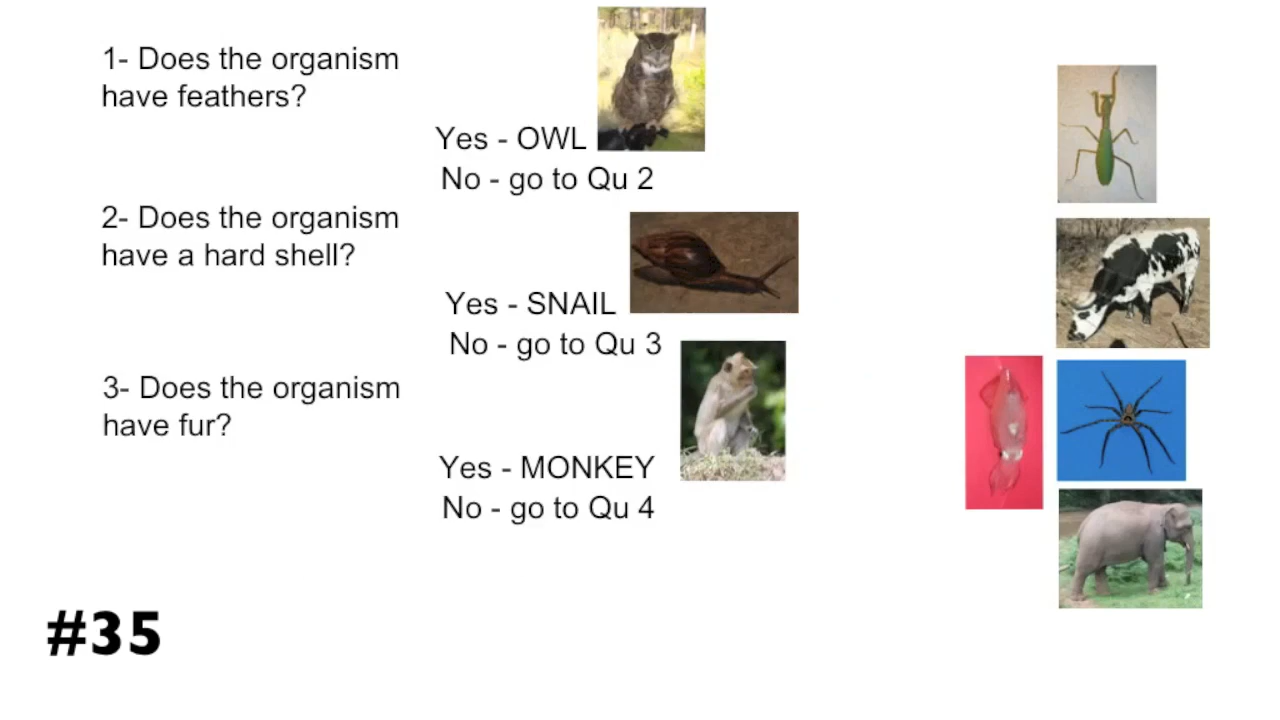 1- Does the organism
have feathers?
Yes - OWL
No - go to Qu 2
2- Does the organism
have a hard shell?
Yes - SNAIL
No - go to Qu 3
3- Does the organism
have fur?
Yes - MONKEY
No - go to Qu 4
#35